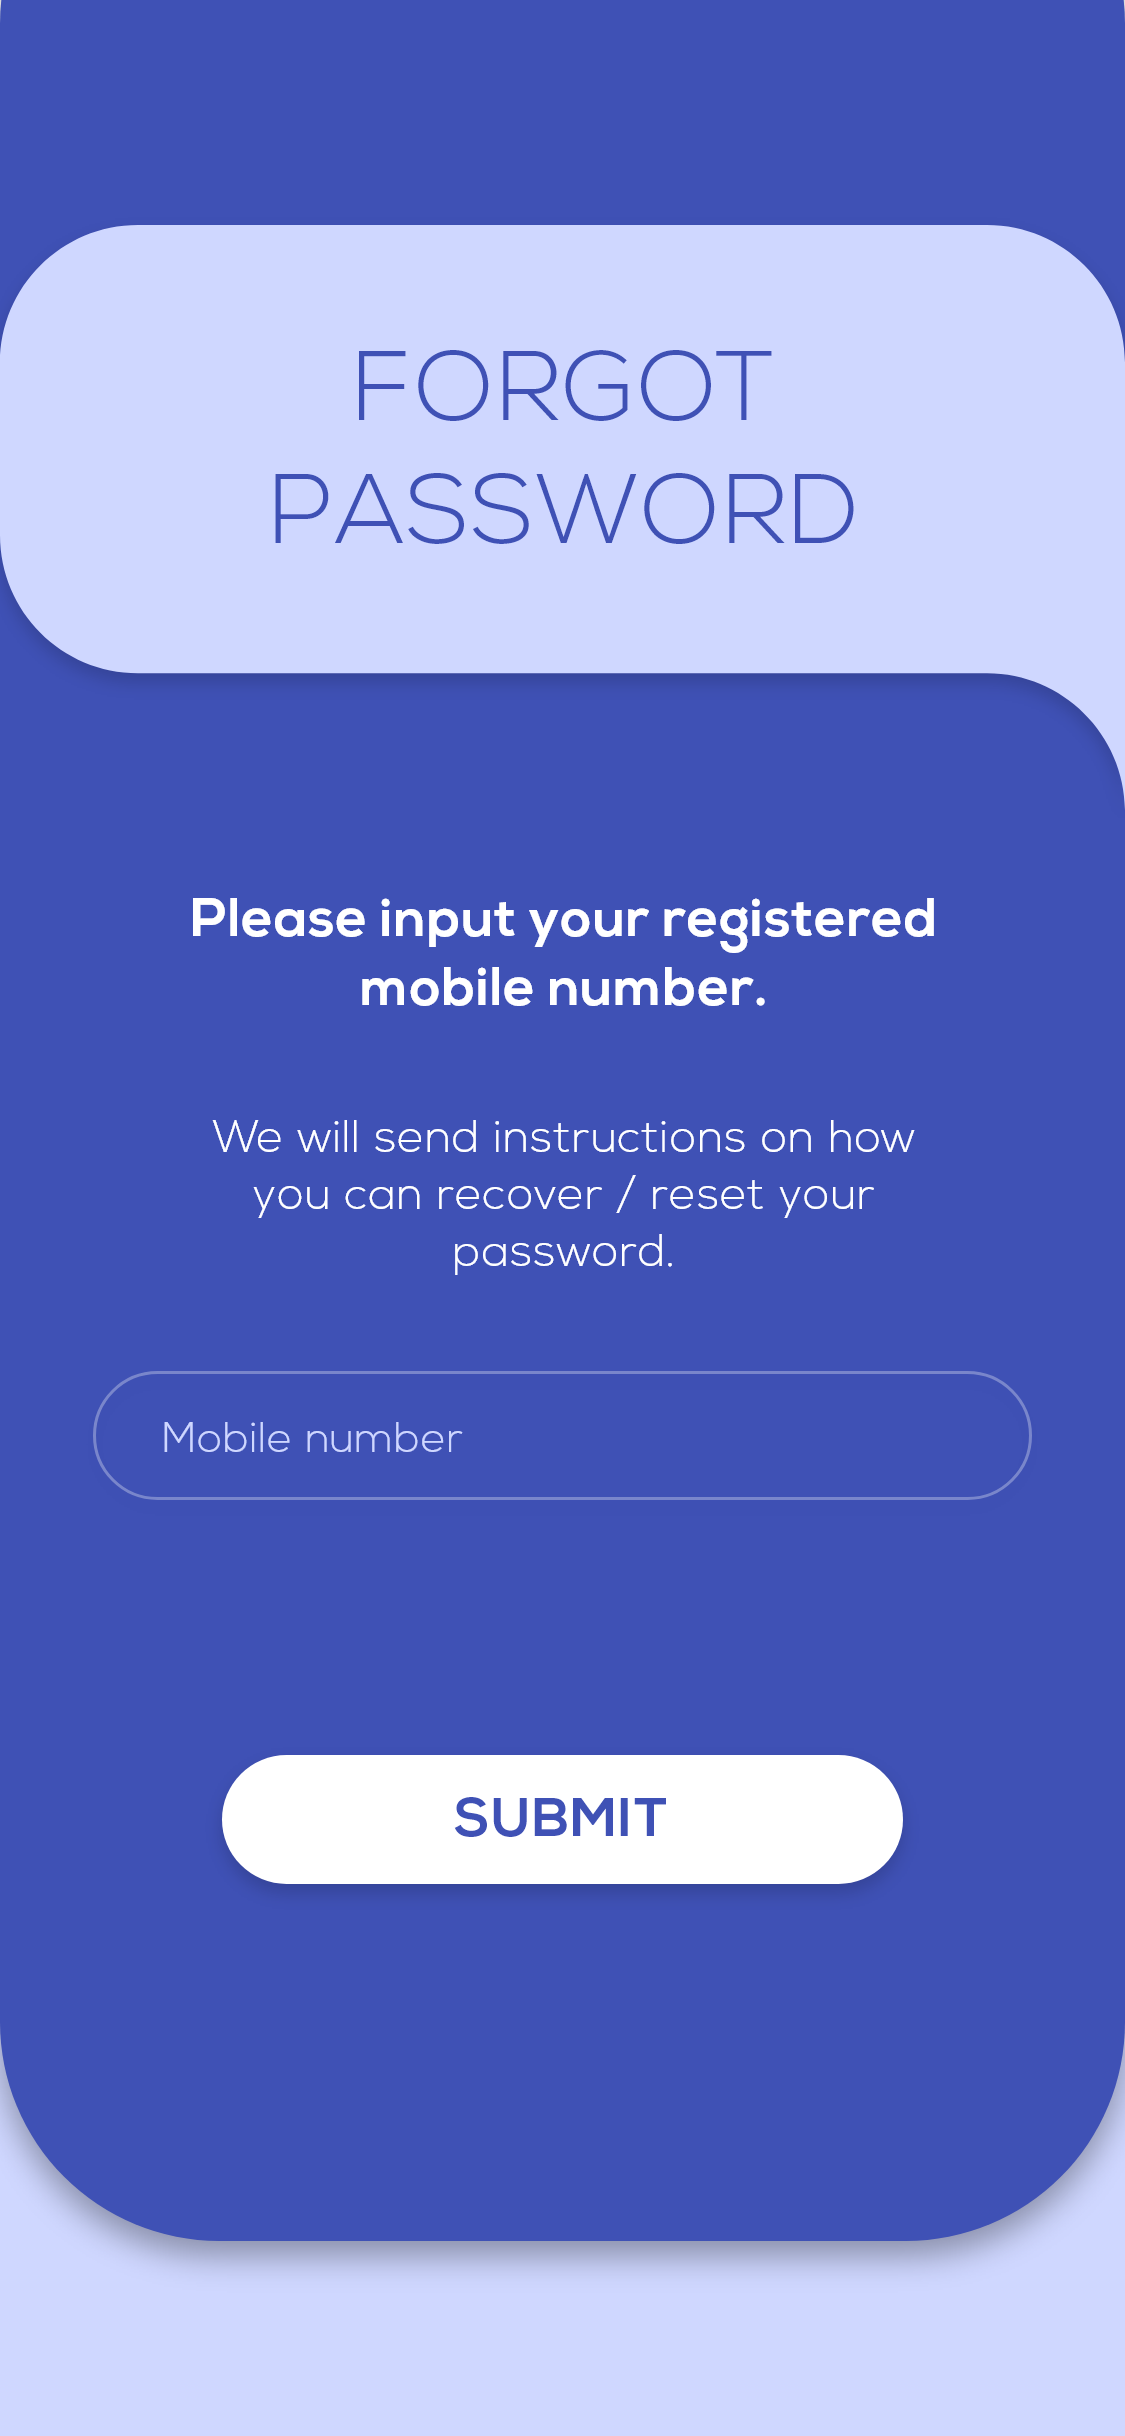 FORGOT
PASSWORD
Please input your registered
mobile number.
We will send instructions on how
you can recover / reset your
password.
Mobile number
SUBMIT